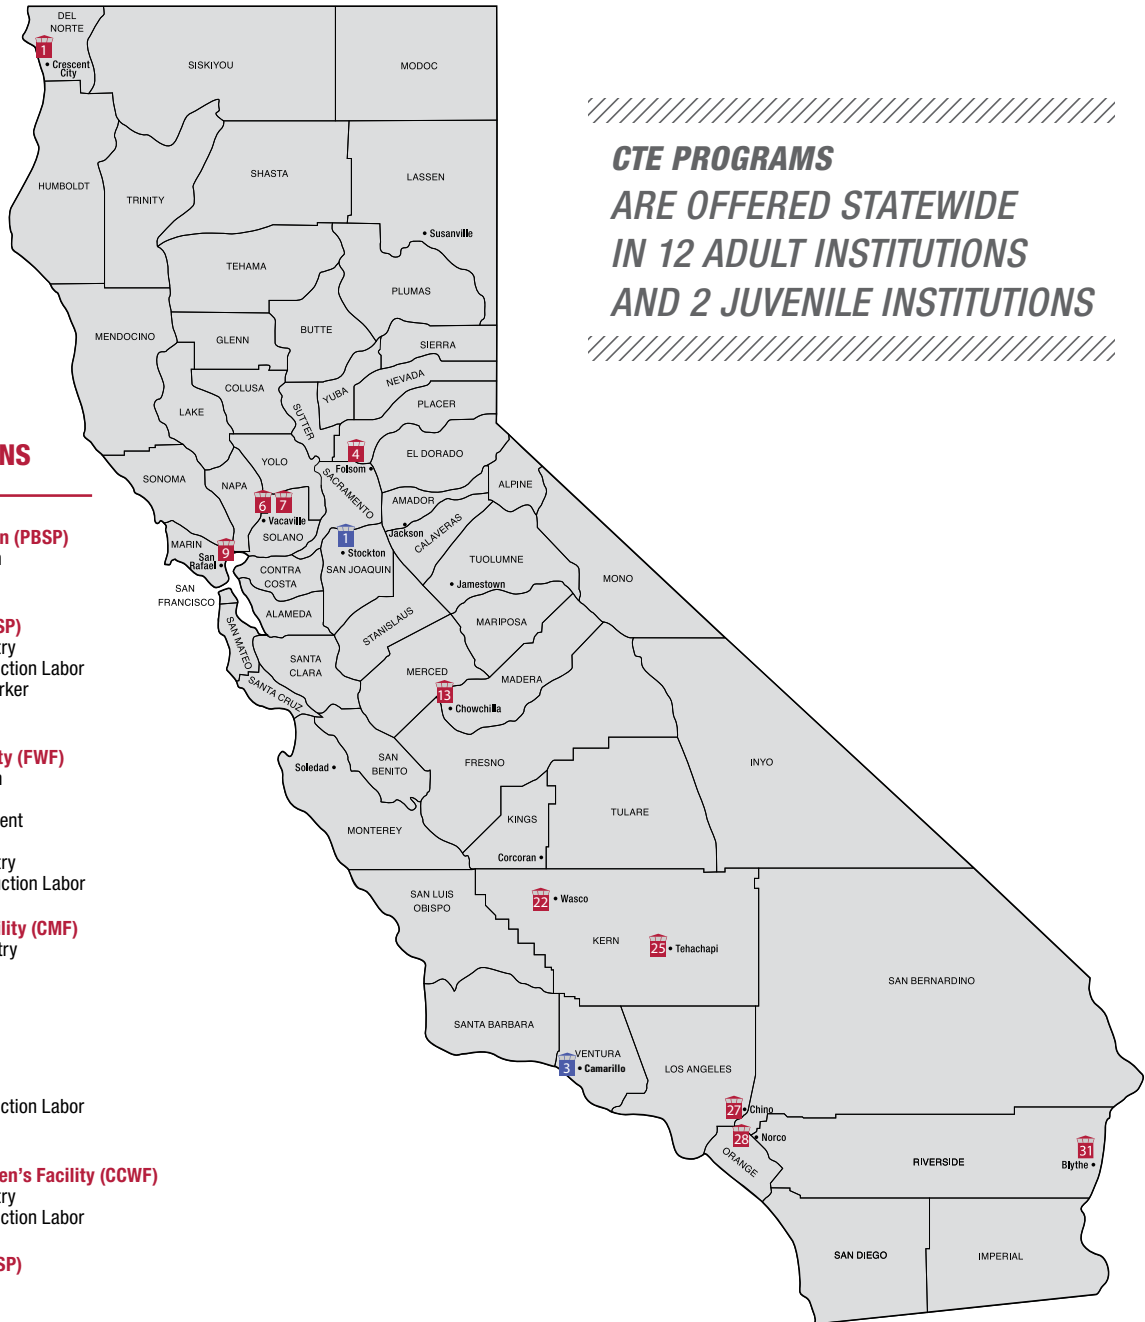 DEL
NORTE
1
Crescent
City
SISKIYOU
MODOC
CTE PROGRAMS
ARE OFFERED STATEWIDE
IN 12 ADULT INSTITUTIONS
AND 2 JUVENILE INSTITUTIONS
HUMBOLDT
TRINITY
SHASTA
LASSEN
Susanville
TEHAMA
PLUMAS
MENDOCINO
GLENN
BUTTE
SIERRA
COLUSA
LAKE
SUTTER
YUBA
NEVADA
PLACER
NS
SONOMA
NAPA
YOLO
4
Folsom
SACRAMENTO
EL DORADO
ALPINE
AMADOR
6
7
Vacaville
SOLANO
Jackson
CALAVERAS
n (PBSP)
n
MARIN
9
San
Rafael
1
Stockton
CONTRA
COSTA
SAN JOAQUIN
TUOLUMNE
MONO
Jamestown
SAN
FRANCISCO
ALAMEDA
STANISLAUS
MARIPOSA
SP)
try
ction Labor
rker
SAN MATEO
SANTA
CLARA
SANTA CRUZ
MERCED
MADERA
13
Chowchilla
ty (FWF)
n
ent
try
uction Labor
Soledad
SAN
BENITO
FRESNO
INYO
MONTEREY
KINGS
TULARE
Corcoran
SAN LUIS
OBISPO
22
Wasco
KERN
25
Tehachapi
ility (CMF)
try
SAN BERNARDINO
SANTA BARBARA
VENTURA
3
Camarillo
LOS ANGELES
27
Chino
28
Norco
ORANGE
RIVERSIDE
31
Blythe
ction Labor
en's Facility (CCWF)
try
ction Labor
SP)
SAN DIEGO
IMPERIAL